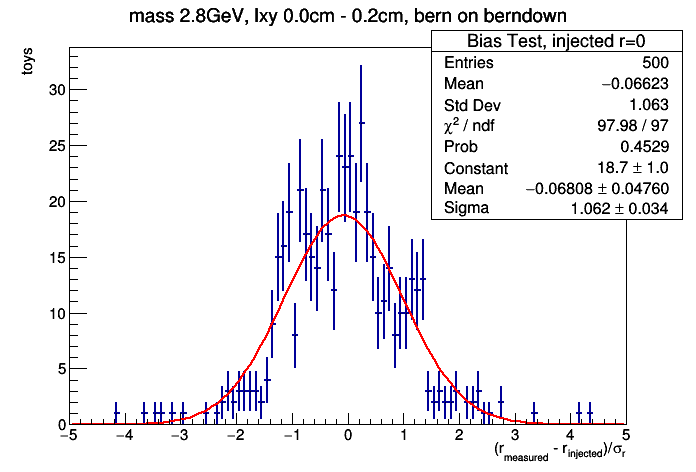 mass 2.8GeV, lxy 0.0cm - 0.2cm, bern on berndown
toys
Bias Test, injected r=0
Entries 500
Mean −0.06623
Std Dev 1.063
χ² / ndf 97.98 / 97
Prob 0.4529
Constant 18.7 ± 1.0
Mean −0.06808 ± 0.04760
Sigma 1.062 ± 0.034
30
25
20
15
10
5
0
−5 −4 −3 −2 −1 0 1 2 3 4 5
(r_measured - r_injected)/σ_r